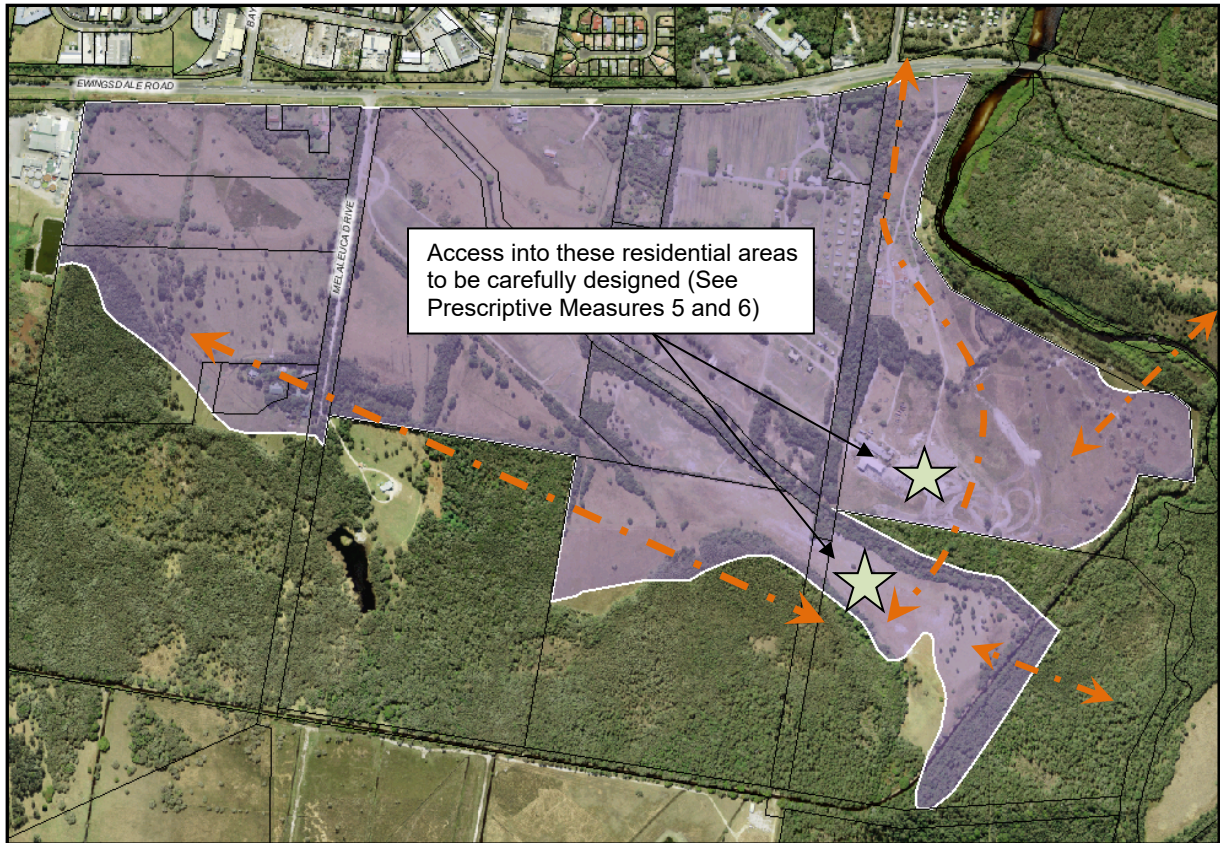 BAY
EWINGSDALE ROAD
MELALEUCA DRIVE
Access into these residential areas
to be carefully designed (See
Prescriptive Measures 5 and 6)